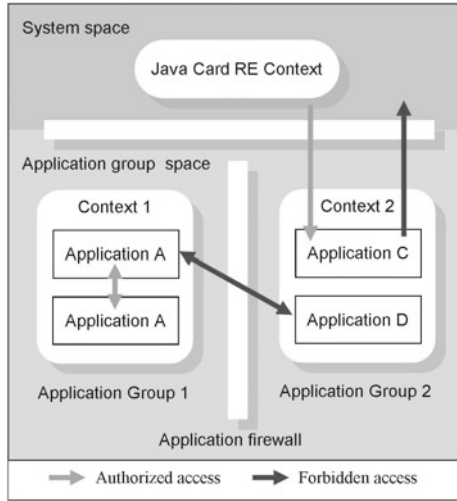 System space
Java Card RE Context
Application group space
Context 1
Context 2
Application A
Application C
Application A
Application D
Application Group 1
Application Group 2
Application firewall
Authorized access
Forbidden access